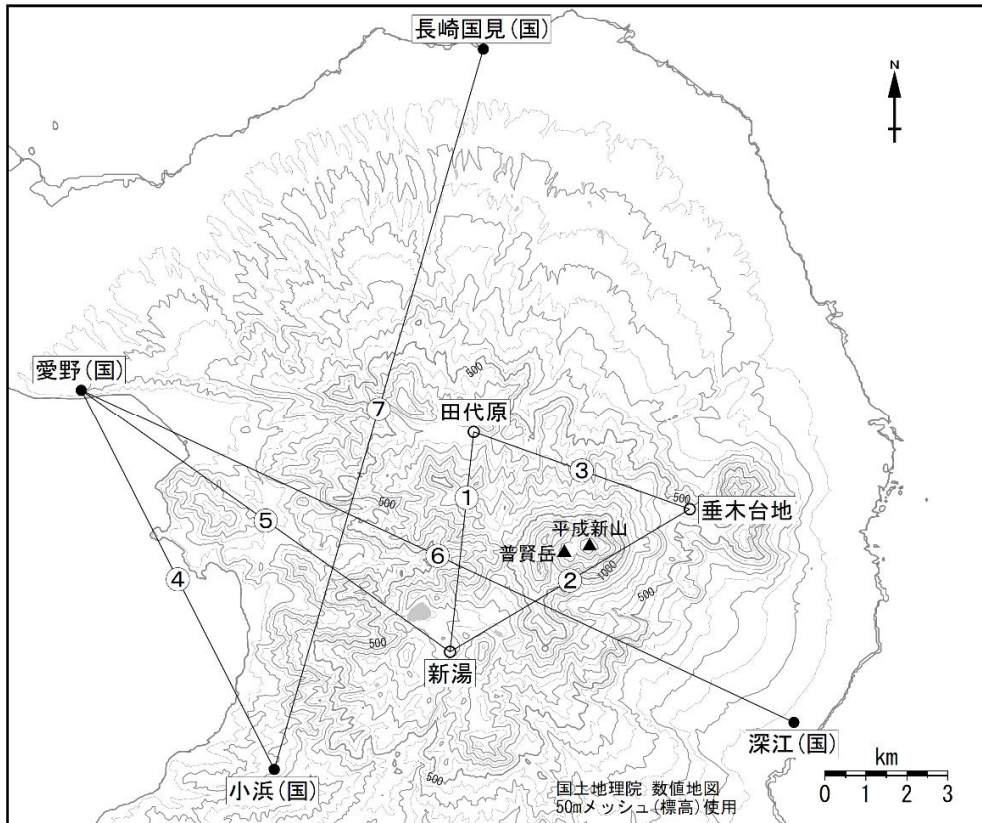 長崎国見(国)
N
愛野(国)
500
⑦
田代原
③
①
500
500
垂木台地
⑤
平成新山
普賢岳
⑥
②
1000
④
500
500
新湯
深江(国)
km
小浜(国)
500
国土地理院 数値地図
50mメッシュ(標高)使用
0 1 2 3